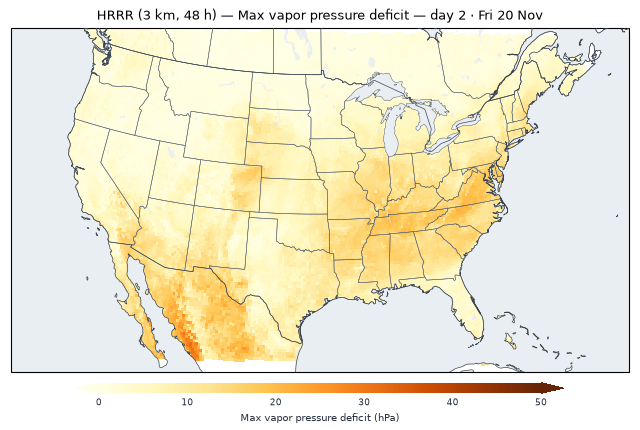 HRRR (3 km, 48 h) — Max vapor pressure deficit — day 2 · Fri 20 Nov
0 10 20 30 40 50
Max vapor pressure deficit (hPa)